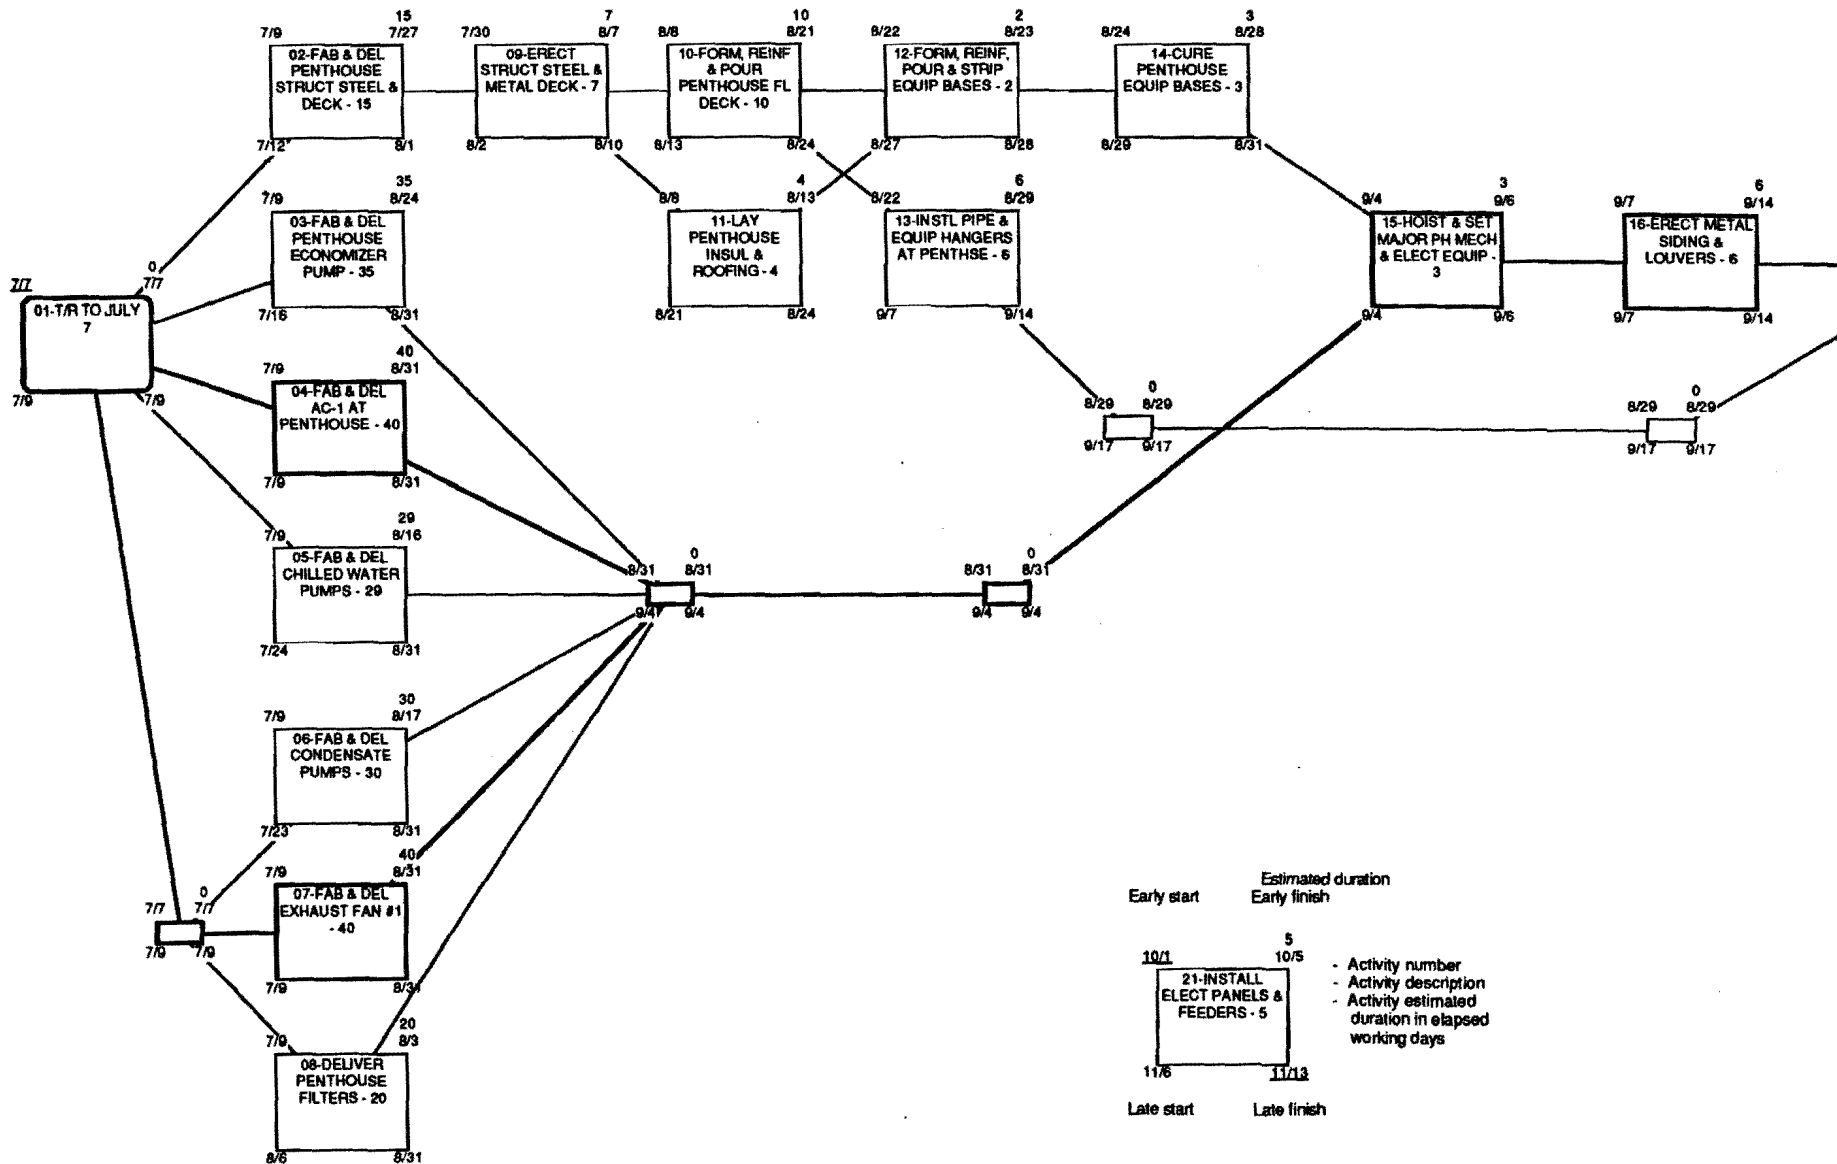 15
7/9 7/27
02-FAB & DEL
PENTHOUSE
STRUCT STEEL &
DECK - 15
7/12 8/1
7
7/30 8/7
09-ERECT
STRUCT STEEL &
METAL DECK - 7
8/2 8/10
10
8/8 8/21
10-FORM, REINF
& POUR
PENTHOUSE FL
DECK - 10
8/13 8/24
2
8/22 8/23
12-FORM, REINF,
POUR & STRIP
EQUIP BASES - 2
8/27 8/28
3
8/24 8/28
14-CURE
PENTHOUSE
EQUIP BASES - 3
8/29 8/31
35
7/9 8/24
03-FAB & DEL
PENTHOUSE
ECONOMIZER
PUMP - 35
7/16 8/31
4
8/8 8/13
11-LAY
PENTHOUSE
INSUL &
ROOFING - 4
8/21 8/24
6
8/22 8/29
13-INSTL PIPE &
EQUIP HANGERS
AT PENTHSE - 6
9/7 9/14
3
9/4 9/6
15-HOIST & SET
MAJOR PH MECH
& ELECT EQUIP -
3
9/4 9/6
6
9/7 9/14
16-ERECT METAL
SIDING &
LOUVERS - 6
9/7 9/14
0
7/7 7/7
01-T/R TO JULY
7
7/9 7/9
40
7/9 8/31
04-FAB & DEL
AC-1 AT
PENTHOUSE - 40
7/9 8/31
0
8/29 8/29
9/17 9/17
0
8/29 8/29
9/17 9/17
29
7/9 8/16
05-FAB & DEL
CHILLED WATER
PUMPS - 29
7/24 8/31
0
8/31 8/31
9/4 9/4
0
8/31 8/31
9/4 9/4
30
7/9 8/17
06-FAB & DEL
CONDENSATE
PUMPS - 30
7/23 8/31
0
7/7 7/7
7/9 7/9
40
7/9 8/31
07-FAB & DEL
EXHAUST FAN #1
- 40
7/9 8/31
20
7/9 8/3
08-DELIVER
PENTHOUSE
FILTERS - 20
8/6 8/31
Estimated duration
Early start Early finish
5
10/1 10/5
21-INSTALL
ELECT PANELS &
FEEDERS - 5
11/6 11/13
- Activity number
- Activity description
- Activity estimated
duration in elapsed
working days
Late start Late finish